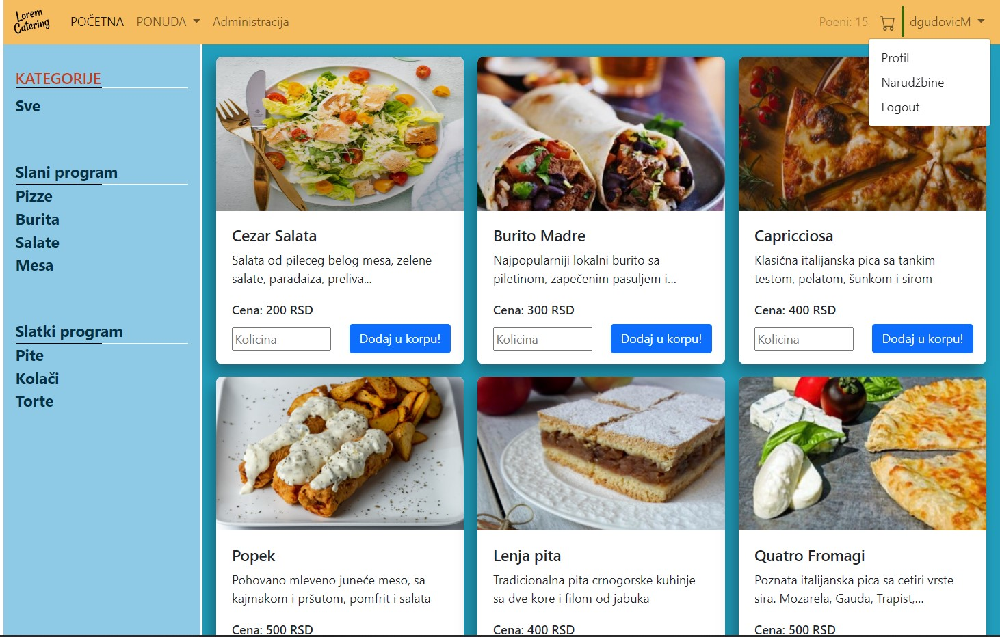 Lorem
Catering
POČETNA
PONUDA
Administracija
Poeni: 15
dgudovicM
Profil
Narudžbine
Logout
KATEGORIJE
Sve
Slani program
Pizze
Burita
Salate
Mesa
Slatki program
Pite
Kolači
Torte
Cezar Salata
Salata od pileceg belog mesa, zelene
salate, paradaiza, preliva...
Cena: 200 RSD
Kolicina
Dodaj u korpu!
Burito Madre
Najpopularniji lokalni burito sa
piletinom, zapečenim pasuljem i...
Cena: 300 RSD
Kolicina
Dodaj u korpu!
Capricciosa
Klasična italijanska pica sa tankim
testom, pelatom, šunkom i sirom
Cena: 400 RSD
Kolicina
Dodaj u korpu!
Popek
Pohovano mleveno juneće meso, sa
kajmakom i pršutom, pomfrit i salata
Cena: 500 RSD
Lenja pita
Tradicionalna pita crnogorske kuhinje
sa dve kore i filom od jabuka
Cena: 400 RSD
Quatro Fromagi
Poznata italijanska pica sa cetiri vrste
sira. Mozarela, Gauda, Trapist,...
Cena: 500 RSD